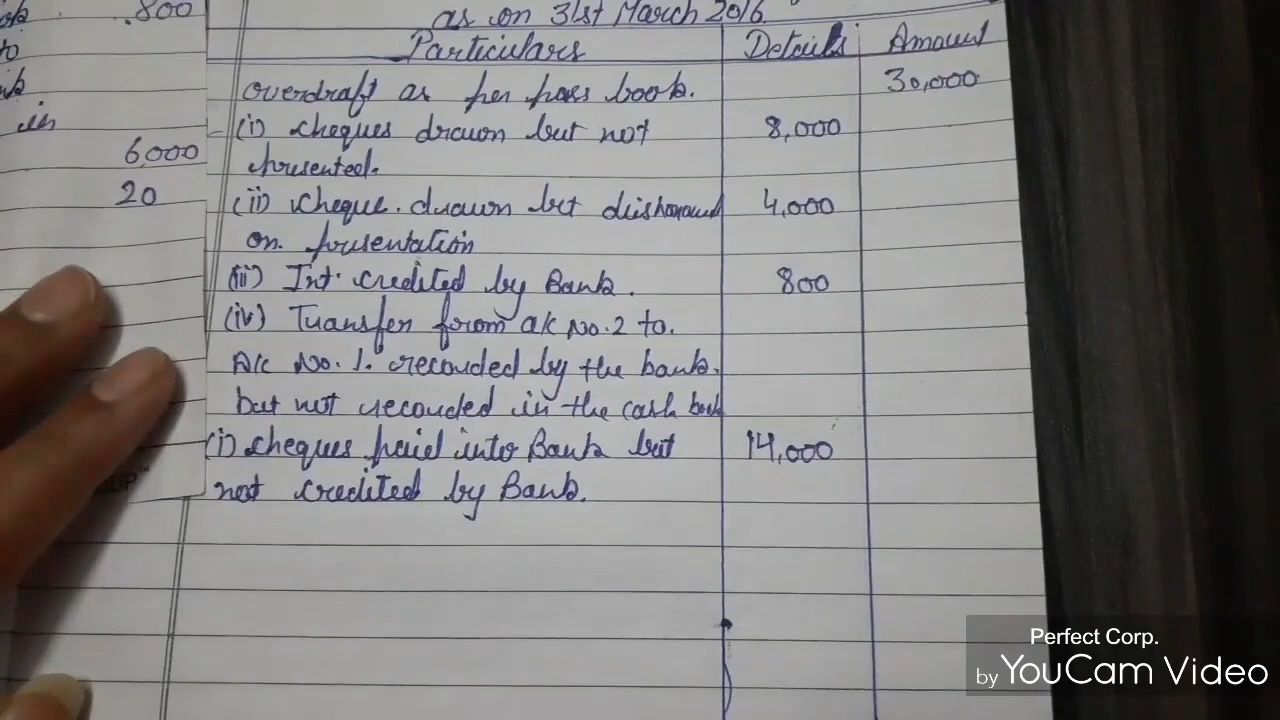 800
to
6,000
20
as on 31st March 2016
Particulars Details Amount
overdraft as per pass book. 30,000
(i) cheques drawn but not 8,000
presented.
(ii) cheque. drawn but dishonoured 4,000
on presentation
(iii) Int. credited by Bank. 800
(iv) Transfer from a/c No.2 to.
A/c No. 1. recorded by the bank.
but not recorded in the cash book
(i) cheques paid into Bank but 14,000
not credited by Bank.
UP
Perfect Corp.
by YouCam Video